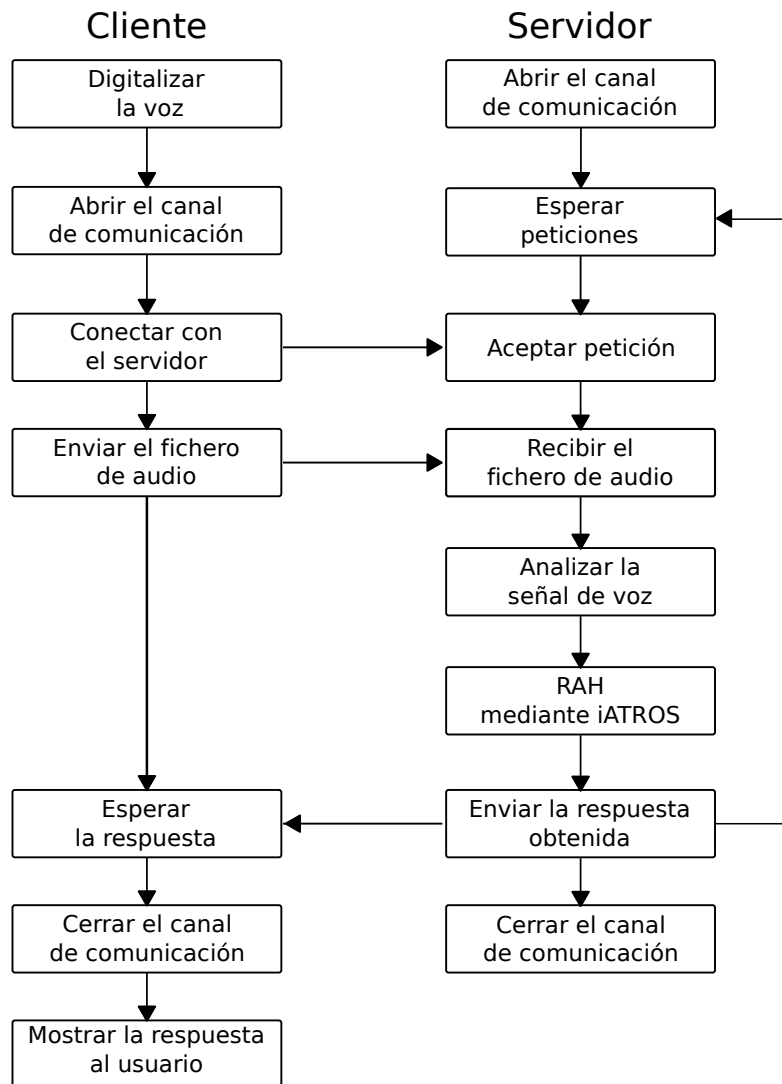 Cliente
Digitalizar
la voz
Abrir el canal
de comunicación
Conectar con
el servidor
Enviar el fichero
de audio
Esperar
la respuesta
Cerrar el canal
de comunicación
Mostrar la respuesta
al usuario
Servidor
Abrir el canal
de comunicación
Esperar
peticiones
Aceptar petición
Recibir el
fichero de audio
Analizar la
señal de voz
RAH
mediante iATROS
Enviar la respuesta
obtenida
Cerrar el canal
de comunicación